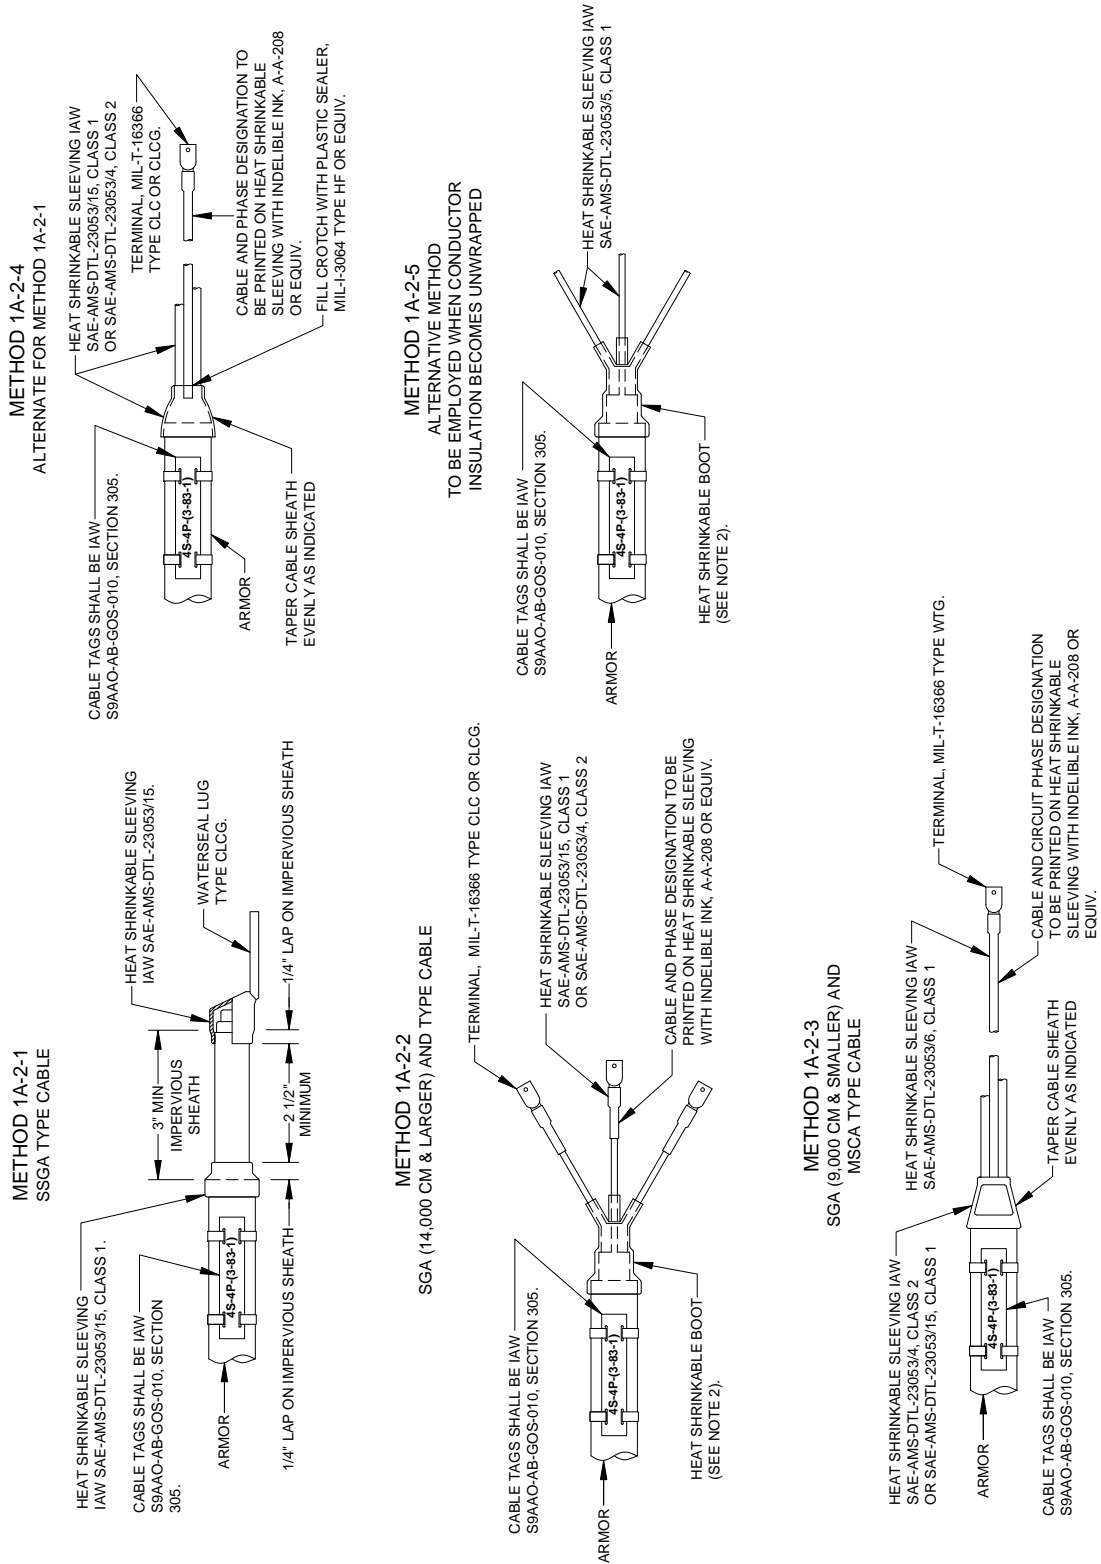 METHOD 1A-2-1
SSGA TYPE CABLE
HEAT SHRINKABLE SLEEVING
IAW SAE-AMS-DTL-23053/15, CLASS 1.
CABLE TAGS SHALL BE IAW
S9AAO-AB-GOS-010, SECTION
305.
ARMOR
1/4" LAP ON IMPERVIOUS SHEATH
4S-4P-(3-83-1)
3" MIN
IMPERVIOUS
SHEATH
2 1/2"
MINIMUM
HEAT SHRINKABLE SLEEVING
IAW SAE-AMS-DTL-23053/15.
WATERSEAL LUG
TYPE CLCG.
1/4" LAP ON IMPERVIOUS SHEATH
METHOD 1A-2-4
ALTERNATE FOR METHOD 1A-2-1
CABLE TAGS SHALL BE IAW
S9AAO-AB-GOS-010, SECTION 305.
4S-4P-(3-83-1)
ARMOR
TAPER CABLE SHEATH
EVENLY AS INDICATED
HEAT SHRINKABLE SLEEVING IAW
SAE-AMS-DTL-23053/15, CLASS 1
OR SAE-AMS-DTL-23053/4, CLASS 2
TERMINAL, MIL-T-16366
TYPE CLC OR CLCG.
CABLE AND PHASE DESIGNATION TO
BE PRINTED ON HEAT SHRINKABLE
SLEEVING WITH INDELIBLE INK, A-A-208
OR EQUIV.
FILL CROTCH WITH PLASTIC SEALER,
MIL-I-3064 TYPE HF OR EQUIV.
METHOD 1A-2-2
SGA (14,000 CM & LARGER) AND TYPE CABLE
CABLE TAGS SHALL BE IAW
S9AAO-AB-GOS-010, SECTION 305.
4S-4P-(3-83-1)
ARMOR
HEAT SHRINKABLE BOOT
(SEE NOTE 2).
TERMINAL, MIL-T-16366 TYPE CLC OR CLCG.
HEAT SHRINKABLE SLEEVING IAW
SAE-AMS-DTL-23053/15, CLASS 1
OR SAE-AMS-DTL-23053/4, CLASS 2
CABLE AND PHASE DESIGNATION TO BE
PRINTED ON HEAT SHRINKABLE SLEEVING
WITH INDELIBLE INK, A-A-208 OR EQUIV.
METHOD 1A-2-5
ALTERNATIVE METHOD
TO BE EMPLOYED WHEN CONDUCTOR
INSULATION BECOMES UNWRAPPED
CABLE TAGS SHALL BE IAW
S9AAO-AB-GOS-010, SECTION 305.
4S-4P-(3-83-1)
ARMOR
HEAT SHRINKABLE BOOT
(SEE NOTE 2).
HEAT SHRINKABLE SLEEVING IAW
SAE-AMS-DTL-23053/5, CLASS 1
METHOD 1A-2-3
SGA (9,000 CM & SMALLER) AND
MSCA TYPE CABLE
HEAT SHRINKABLE SLEEVING IAW
SAE-AMS-DTL-23053/4, CLASS 2
OR SAE-AMS-DTL-23053/15, CLASS 1
ARMOR
4S-4P-(3-83-1)
CABLE TAGS SHALL BE IAW
S9AAO-AB-GOS-010, SECTION 305.
HEAT SHRINKABLE SLEEVING IAW
SAE-AMS-DTL-23053/6, CLASS 1
TAPER CABLE SHEATH
EVENLY AS INDICATED
TERMINAL, MIL-T-16366 TYPE WTG.
CABLE AND CIRCUIT PHASE DESIGNATION
TO BE PRINTED ON HEAT SHRINKABLE
SLEEVING WITH INDELIBLE INK, A-A-208 OR
EQUIV.